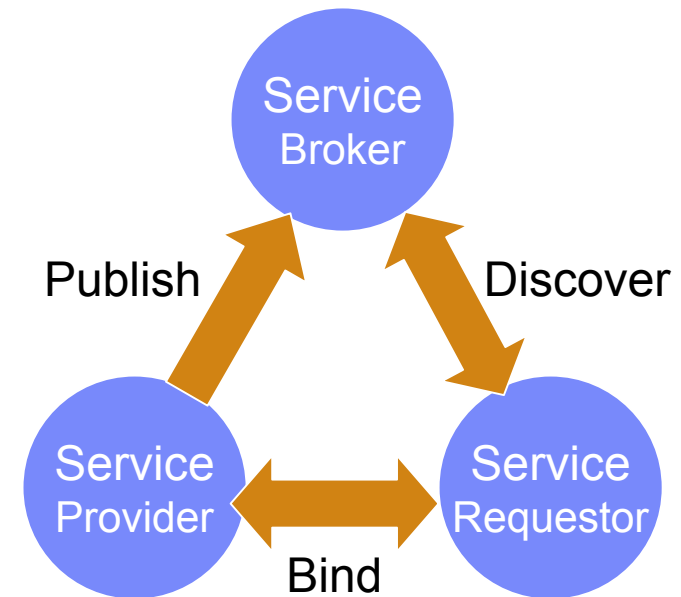 Service
Broker
Publish
Discover
Service
Provider
Service
Requestor
Bind